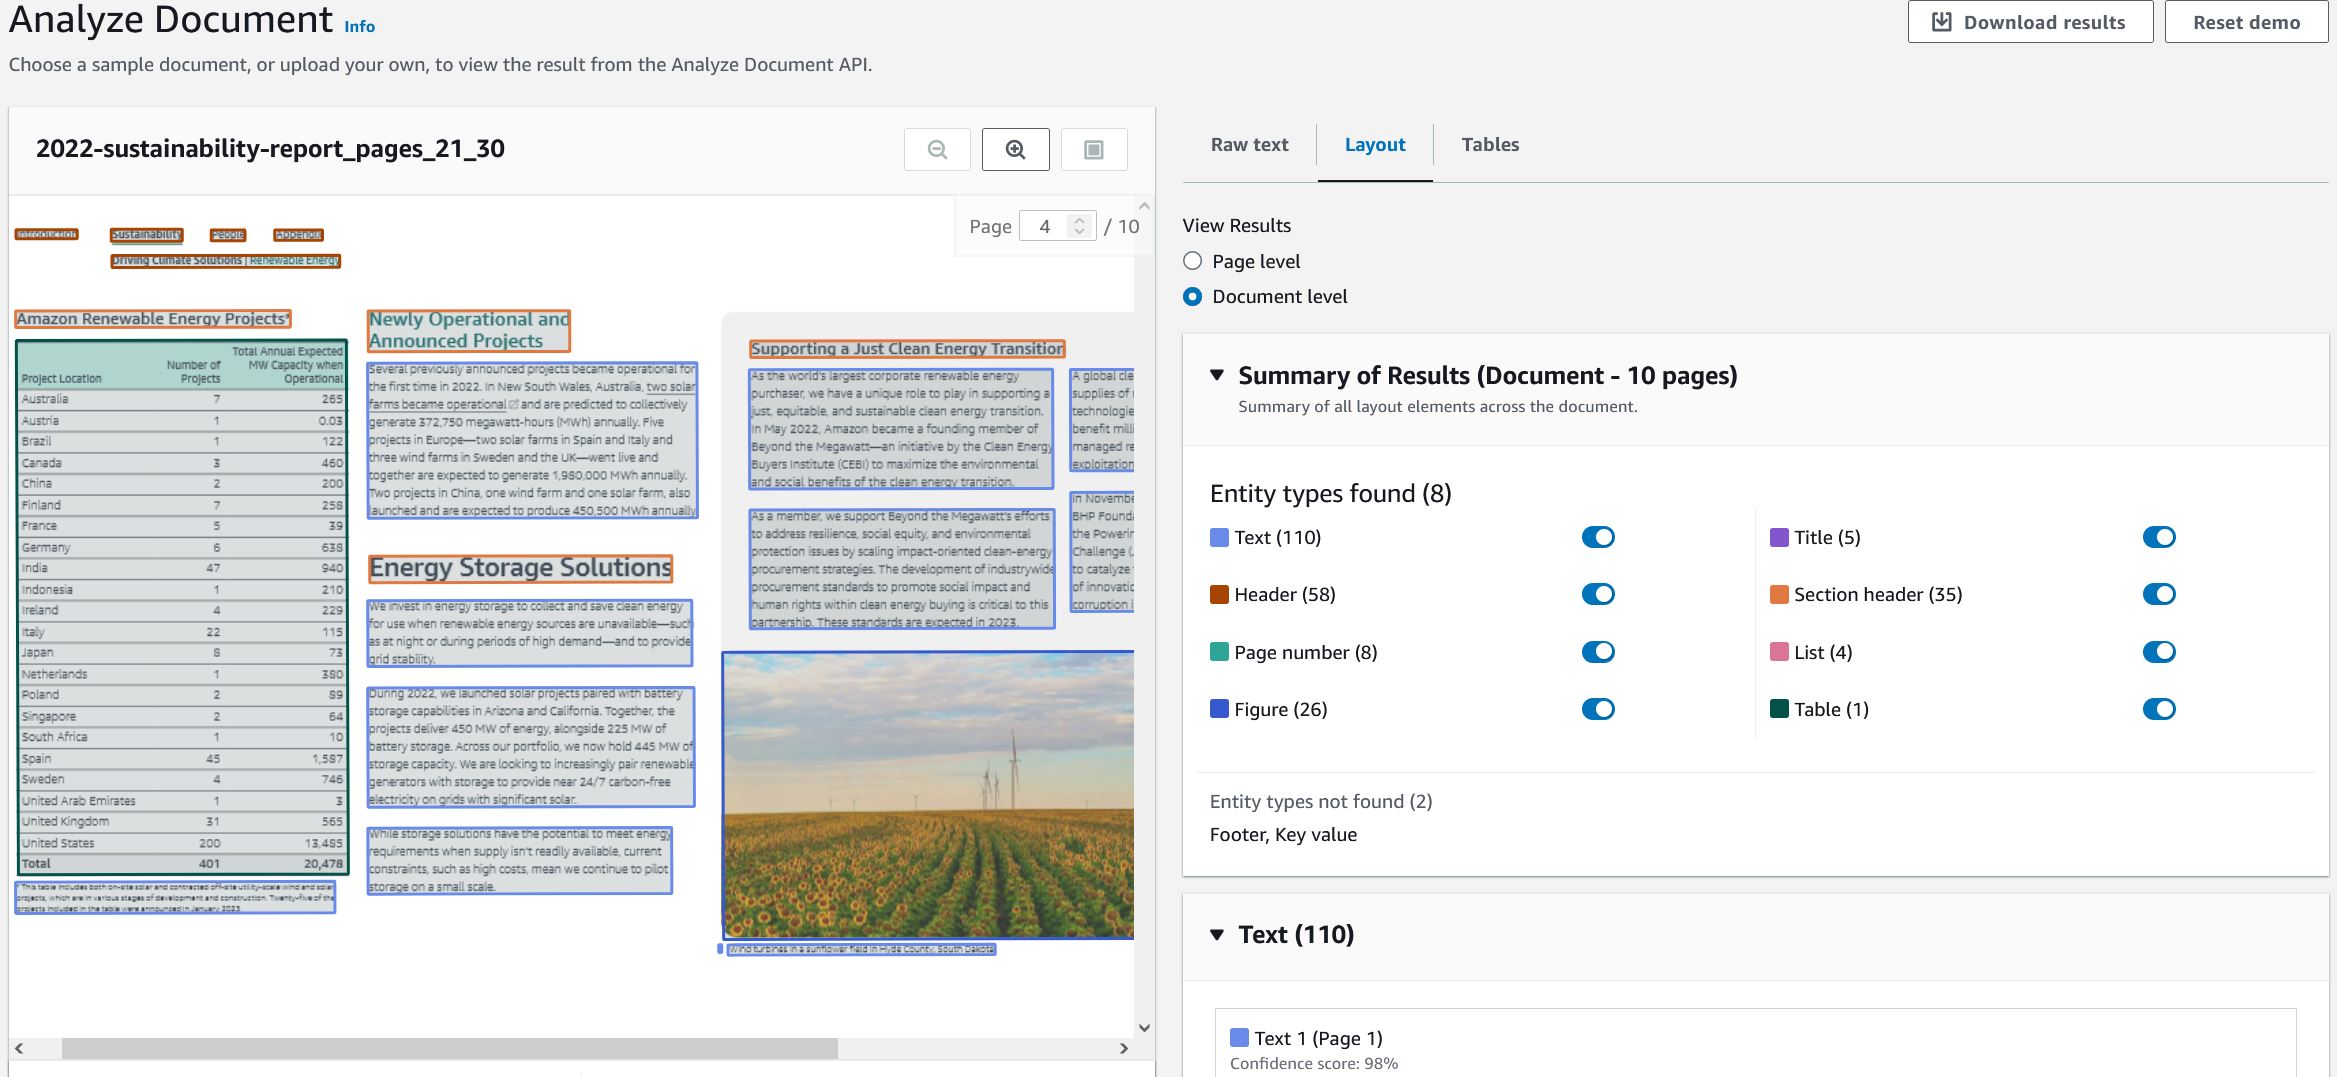 Analyze Document Info
Choose a sample document, or upload your own, to view the result from the Analyze Document API.
Download results
Reset demo
2022-sustainability-report_pages_21_30
Page 4 / 10
Introduction Sustainability People Appendix
Driving Climate Solutions | Renewable Energy
Amazon Renewable Energy Projects*
Project Location Number of Projects Total Annual Expected MW Capacity when Operational
Australia 7 265
Austria 1 0.03
Brazil 1 122
Canada 3 460
China 2 200
Finland 7 258
France 5 39
Germany 6 638
India 47 940
Indonesia 1 210
Ireland 4 229
Italy 22 115
Japan 8 73
Netherlands 1 380
Poland 2 89
Singapore 2 64
South Africa 1 10
Spain 45 1,587
Sweden 4 746
United Arab Emirates 1 3
United Kingdom 31 565
United States 200 13,485
Total 401 20,478
* This table includes both on-site solar and contracted off-site utility-scale wind and solar
projects, which are in various stages of development and construction. Twenty-five of the
projects included in the table were announced in January 2023.
Newly Operational and
Announced Projects
Several previously announced projects became operational for
the first time in 2022. In New South Wales, Australia, two solar
farms became operational and are predicted to collectively
generate 372,750 megawatt-hours (MWh) annually. Five
projects in Europe—two solar farms in Spain and Italy and
three wind farms in Sweden and the UK—went live and
together are expected to generate 1,980,000 MWh annually.
Two projects in China, one wind farm and one solar farm, also
launched and are expected to produce 450,500 MWh annually
Energy Storage Solutions
We invest in energy storage to collect and save clean energy
for use when renewable energy sources are unavailable—such
as at night or during periods of high demand—and to provide
grid stability.
During 2022, we launched solar projects paired with battery
storage capabilities in Arizona and California. Together, the
projects deliver 450 MW of energy, alongside 225 MW of
battery storage. Across our portfolio, we now hold 445 MW of
storage capacity. We are looking to increasingly pair renewable
generators with storage to provide near 24/7 carbon-free
electricity on grids with significant solar.
While storage solutions have the potential to meet energy
requirements when supply isn't readily available, current
constraints, such as high costs, mean we continue to pilot
storage on a small scale.
Supporting a Just Clean Energy Transition
As the world's largest corporate renewable energy
purchaser, we have a unique role to play in supporting a
just, equitable, and sustainable clean energy transition.
In May 2022, Amazon became a founding member of
Beyond the Megawatt—an initiative by the Clean Energy
Buyers Institute (CEBI) to maximize the environmental
and social benefits of the clean energy transition.
As a member, we support Beyond the Megawatt's efforts
to address resilience, social equity, and environmental
protection issues by scaling impact-oriented clean-energy
procurement strategies. The development of industrywide
procurement standards to promote social impact and
human rights within clean energy buying is critical to this
partnership. These standards are expected in 2023.
A global cle
supplies of
technologie
benefit milli
managed re
exploitation
In Novembe
BHP Founda
the Powerin
Challenge (
to catalyze
of innovatio
corruption i
Wind turbines in a sunflower field in Hyde County, South Dakota
Raw text Layout Tables
View Results
Page level
Document level
Summary of Results (Document - 10 pages)
Summary of all layout elements across the document.
Entity types found (8)
Text (110) Title (5)
Header (58) Section header (35)
Page number (8) List (4)
Figure (26) Table (1)
Entity types not found (2)
Footer, Key value
Text (110)
Text 1 (Page 1)
Confidence score: 98%